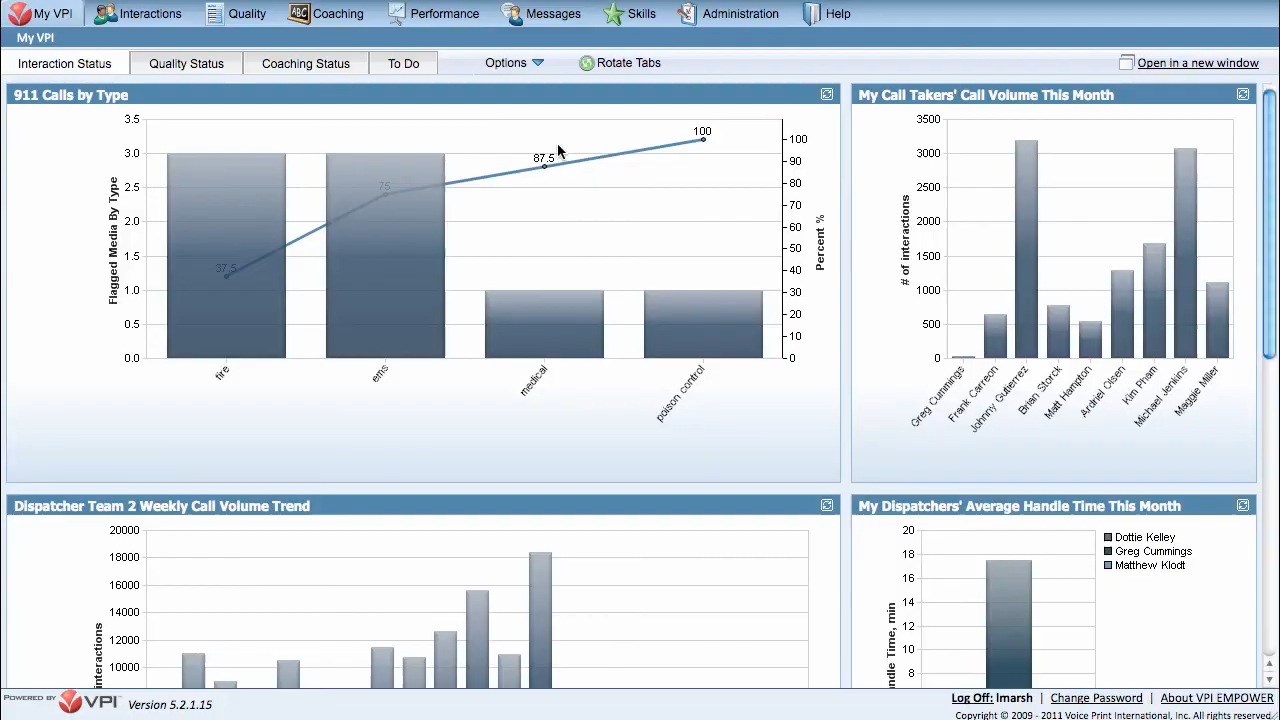 My VPI Interactions Quality ABC Coaching Performance Messages Skills Administration Help
My VPI
Interaction Status Quality Status Coaching Status To Do Options Rotate Tabs Open in a new window
911 Calls by Type
3.5
3.0
2.5
2.0
1.5
1.0
0.5
0.0
Flagged Media By Type
37.5
75
87.5
100
100
90
80
70
60
50
40
30
20
10
0
Percent %
fire
ems
medical
poison control
My Call Takers' Call Volume This Month
3500
3000
2500
2000
1500
1000
500
0
# of interactions
Greg Cummings
Frank Carreon
Johnny Gutierrez
Brian Storck
Matt Hampton
Ardriel Olsen
Kim Pham
Michael Jenkins
Maggie Miller
Dispatcher Team 2 Weekly Call Volume Trend
20000
18000
16000
14000
12000
10000
interactions
My Dispatchers' Average Handle Time This Month
20
18
16
14
12
10
8
ndle Time, min
Dottie Kelley
Greg Cummings
Matthew Klodt
POWERED BY VPI Version 5.2.1.15
Log Off: lmarsh | Change Password | About VPI EMPOWER
Copyright © 2009 - 2011 Voice Print International, Inc. All rights reserved.